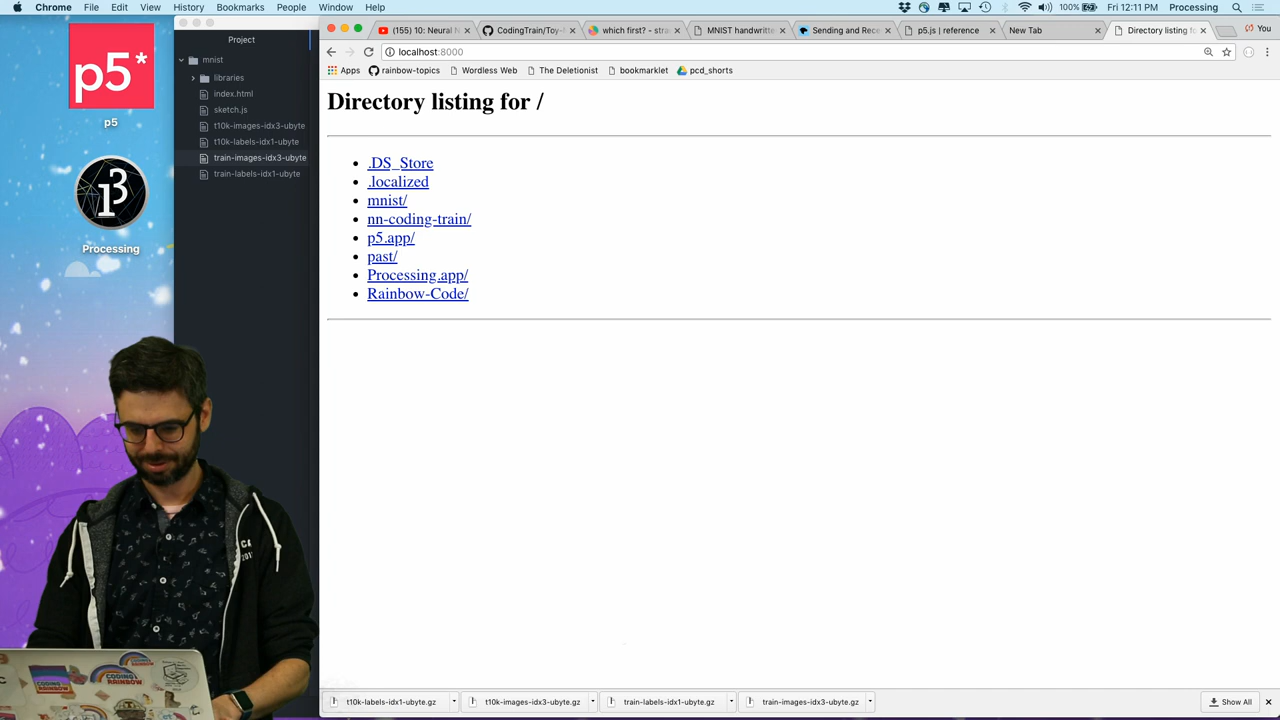 Chrome File Edit View History Bookmarks People Window Help
100% Fri 12:11 PM Processing
p5*
p5
Processing
Project
mnist
libraries
index.html
sketch.js
t10k-images-idx3-ubyte
t10k-labels-idx1-ubyte
train-images-idx3-ubyte
train-labels-idx1-ubyte
(155) 10: Neural N
CodingTrain/Toy-
which first? - stra
MNIST handwritte
Sending and Rece
p5.js | reference
New Tab
Directory listing fo
You
localhost:8000
Apps rainbow-topics Wordless Web The Deletionist bookmarklet pcd_shorts
Directory listing for /
.DS_Store
.localized
mnist/
nn-coding-train/
p5.app/
past/
Processing.app/
Rainbow-Code/
CODING RAINBOW
CODING RAINBOW
t10k-labels-idx1-ubyte.gz
t10k-images-idx3-ubyte.gz
train-labels-idx1-ubyte.gz
train-images-idx3-ubyte.gz
Show All